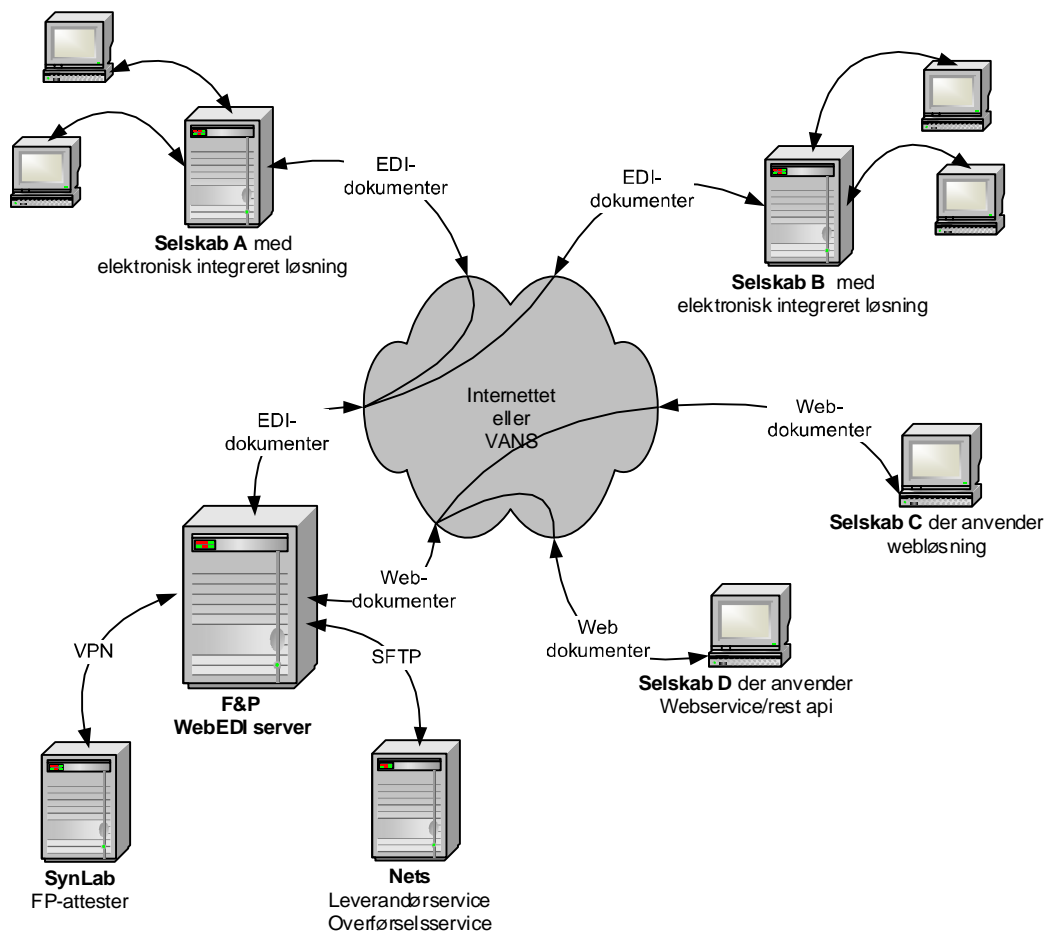 EDI-
dokumenter
EDI-
dokumenter
Selskab A med
elektronisk integreret løsning
Selskab B med
elektronisk integreret løsning
Internettet
eller
VANS
EDI-
dokumenter
Web-
dokumenter
Selskab C der anvender
webløsning
Web-
dokumenter
Web
dokumenter
VPN
SFTP
Selskab D der anvender
Webservice/rest api
F&P
WebEDI server
SynLab
FP-attester
Nets
Leverandørservice
Overførselsservice